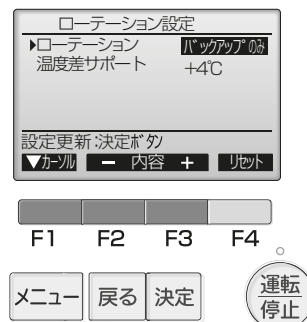 ローテーション設定
▶ローテーション バックアップのみ
温度差サポート +4℃
設定更新:決定ボタン
▼カーソル − 内容 + リセット
F1 F2 F3 F4
メニュー 戻る 決定 運転
停止